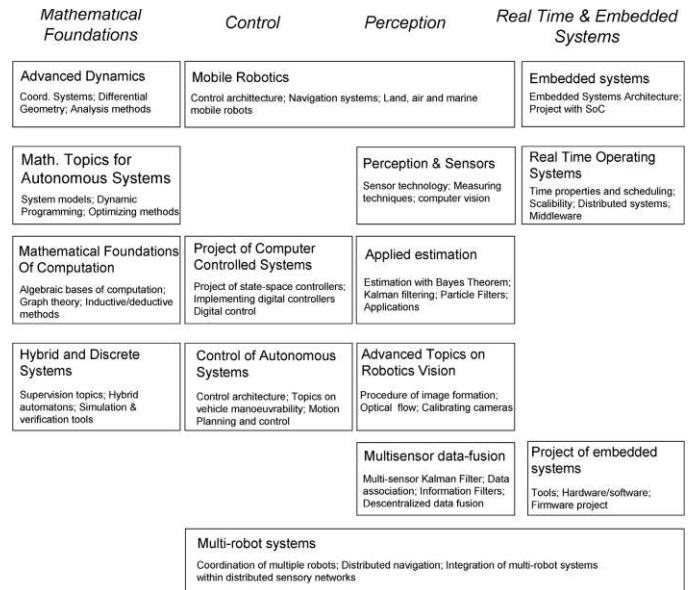 Mathematical
Foundations
Control
Perception
Real Time & Embedded
Systems
Advanced Dynamics
Coord. Systems; Differential
Geometry; Analysis methods
Mobile Robotics
Control archittecture; Navigation systems; Land, air and marine
mobile robots
Embedded systems
Embedded Systems Architecture;
Project with SoC
Math. Topics for
Autonomous Systems
System models; Dynamic
Programming; Optimizing methods
Perception & Sensors
Sensor technology; Measuring
techniques; computer vision
Real Time Operating
Systems
Time properties and scheduling;
Scalibility; Distributed systems;
Middleware
Mathematical Foundations
Of Computation
Algebraic bases of computation;
Graph theory; Inductive/deductive
methods
Project of Computer
Controlled Systems
Project of state-space controllers;
Implementing digital controllers
Digital control
Applied estimation
Estimation with Bayes Theorem;
Kalman filtering; Particle Filters;
Applications
Hybrid and Discrete
Systems
Supervision topics; Hybrid
automatons; Simulation &
verification tools
Control of Autonomous
Systems
Control architecture; Topics on
vehicle manoeuvrability; Motion
Planning and control
Advanced Topics on
Robotics Vision
Procedure of image formation;
Optical flow; Calibrating cameras
Multisensor data-fusion
Multi-sensor Kalman Filter; Data
association; Information Filters;
Descentralized data fusion
Project of embedded
systems
Tools; Hardware/software;
Firmware project
Multi-robot systems
Coordination of multiple robots; Distributed navigation; Integration of multi-robot systems
within distributed sensory networks